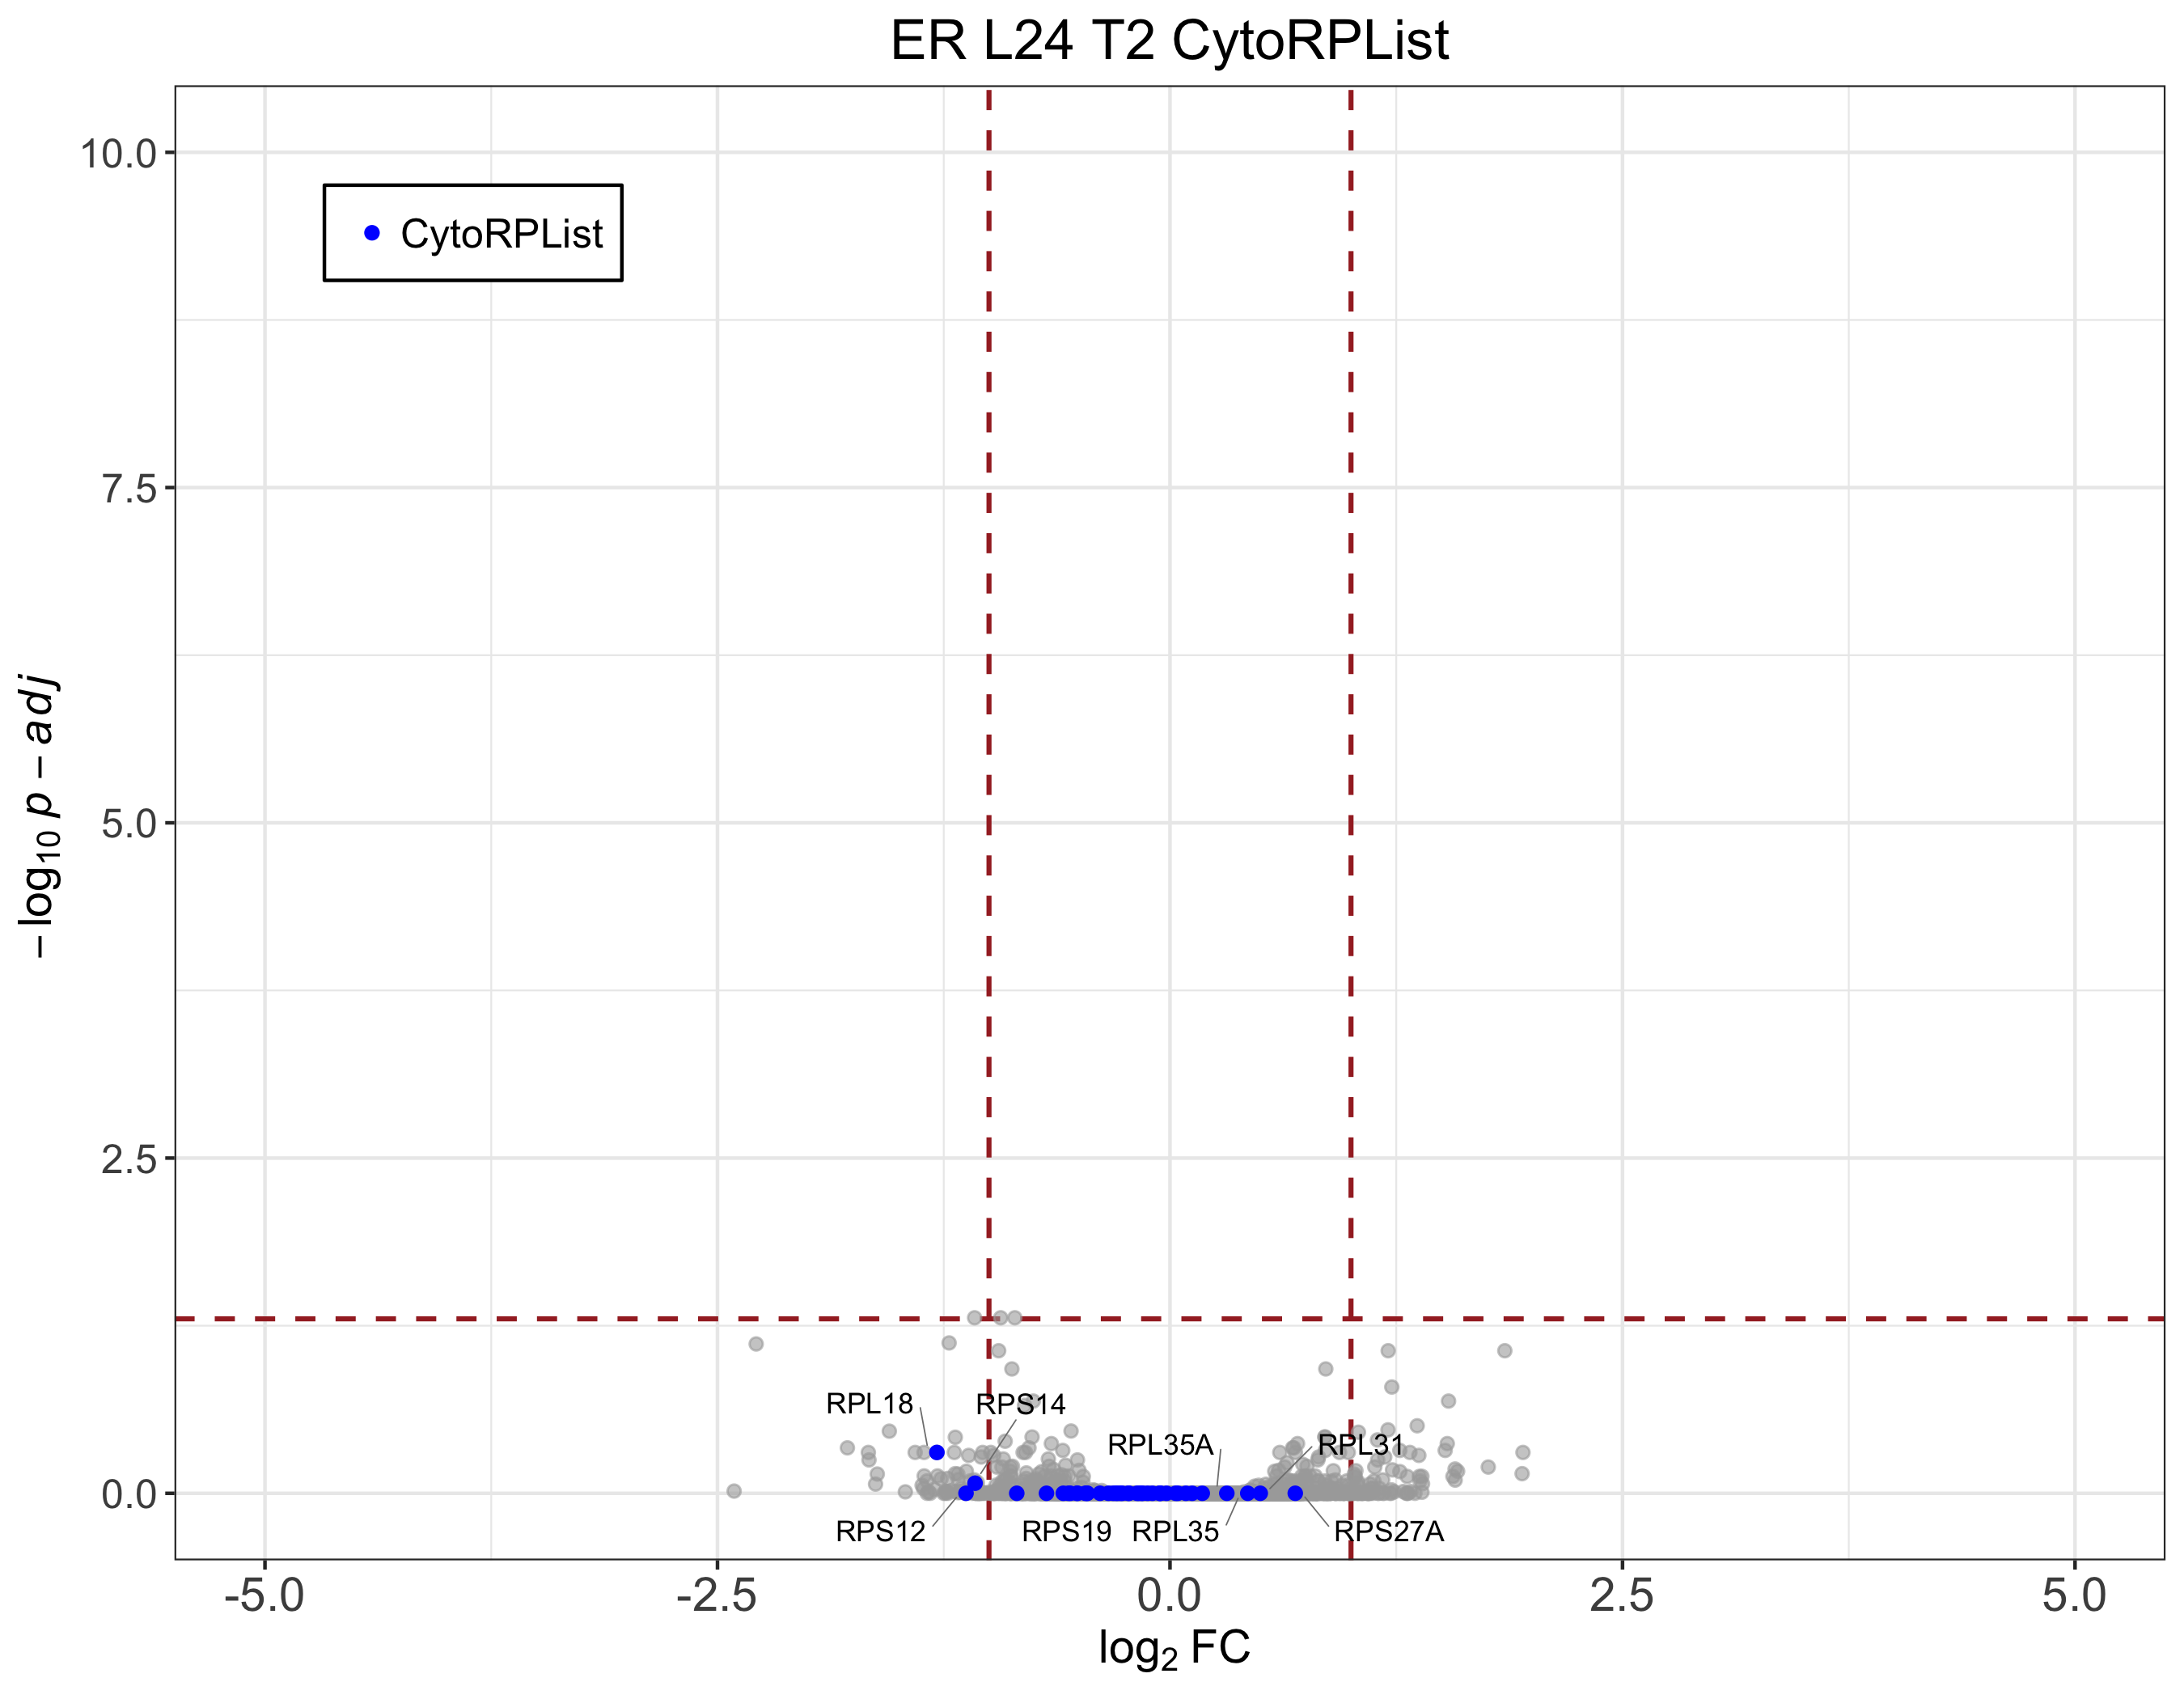 ER L24 T2 CytoRPList
10.0
CytoRPList
7.5
5.0
2.5
0.0
−log10 p − adj
RPL18
RPS14
RPL35A
RPL31
RPS12
RPS19
RPL35
RPS27A
-5.0
-2.5
0.0
2.5
5.0
log2 FC